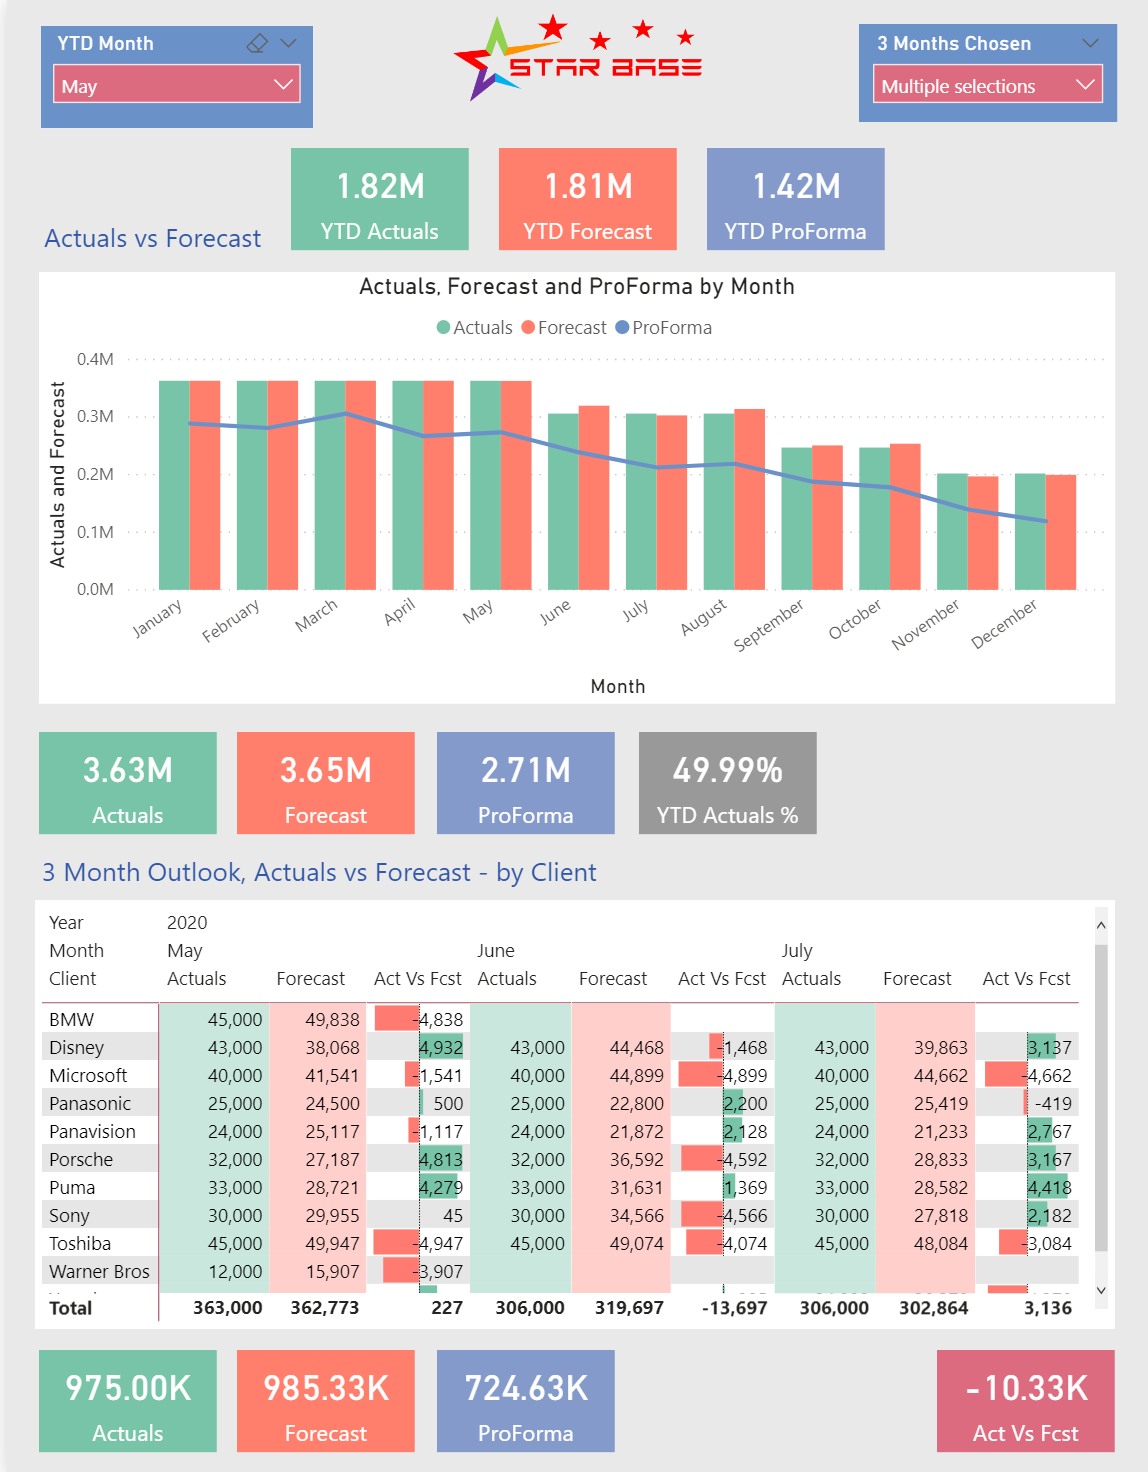 YTD Month
May
STAR BASE
3 Months Chosen
Multiple selections
1.82M
YTD Actuals
1.81M
YTD Forecast
1.42M
YTD ProForma
Actuals vs Forecast
Actuals, Forecast and ProForma by Month
Actuals Forecast ProForma
Actuals and Forecast
0.4M
0.3M
0.2M
0.1M
0.0M
January February March April May June July August September October November December
Month
3.63M
Actuals
3.65M
Forecast
2.71M
ProForma
49.99%
YTD Actuals %
3 Month Outlook, Actuals vs Forecast - by Client
Year 2020
Month May June July
Client Actuals Forecast Act Vs Fcst Actuals Forecast Act Vs Fcst Actuals Forecast Act Vs Fcst
BMW 45,000 49,838 -4,838
Disney 43,000 38,068 4,932 43,000 44,468 -1,468 43,000 39,863 3,137
Microsoft 40,000 41,541 -1,541 40,000 44,899 -4,899 40,000 44,662 -4,662
Panasonic 25,000 24,500 500 25,000 22,800 2,200 25,000 25,419 -419
Panavision 24,000 25,117 -1,117 24,000 21,872 2,128 24,000 21,233 2,767
Porsche 32,000 27,187 4,813 32,000 36,592 -4,592 32,000 28,833 3,167
Puma 33,000 28,721 4,279 33,000 31,631 1,369 33,000 28,582 4,418
Sony 30,000 29,955 45 30,000 34,566 -4,566 30,000 27,818 2,182
Toshiba 45,000 49,947 -4,947 45,000 49,074 -4,074 45,000 48,084 -3,084
Warner Bros 12,000 15,907 -3,907
Total 363,000 362,773 227 306,000 319,697 -13,697 306,000 302,864 3,136
975.00K
Actuals
985.33K
Forecast
724.63K
ProForma
-10.33K
Act Vs Fcst